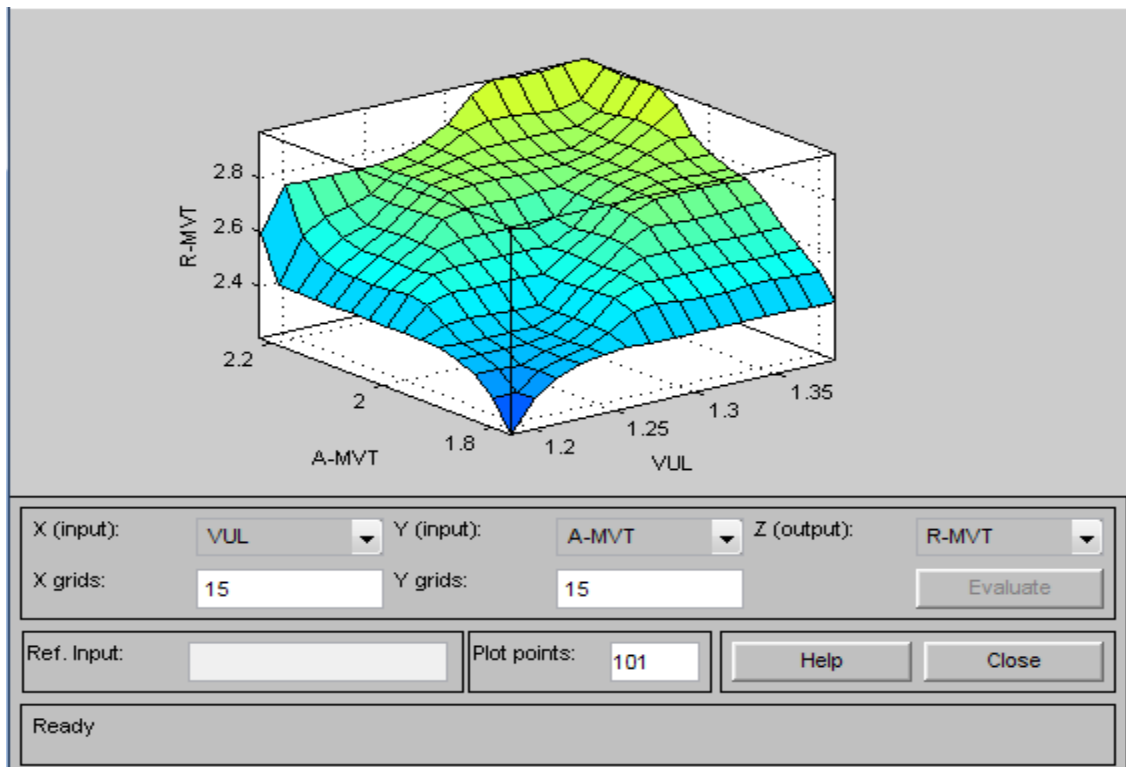 2.8
2.6
2.4
R-MVT
2.2
2
1.8
A-MVT
1.2
1.25
1.3
1.35
VUL
X (input): VUL Y (input): A-MVT Z (output): R-MVT
X grids: 15 Y grids: 15 Evaluate
Ref. Input: Plot points: 101 Help Close
Ready